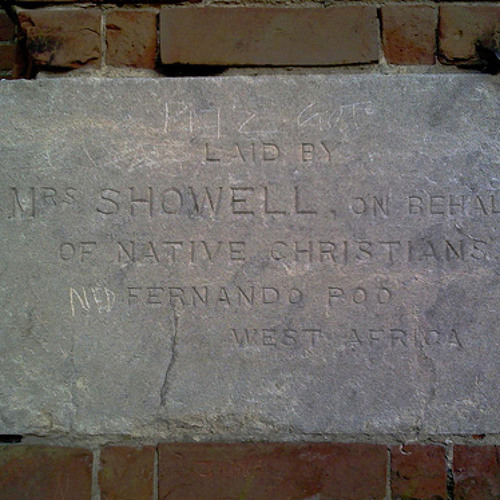 LAID BY
MRS SHOWELL, ON BEHAL
OF NATIVE CHRISTIANS
FERNANDO POO
WEST AFRICA